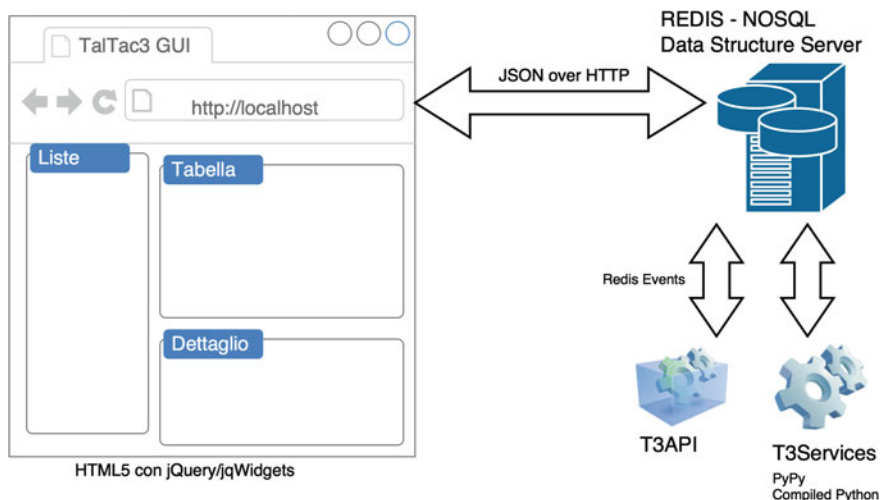 TalTac3 GUI
http://localhost
Liste
Tabella
Dettaglio
HTML5 con jQuery/jqWidgets
JSON over HTTP
REDIS - NOSQL
Data Structure Server
Redis Events
T3API
T3Services
PyPy
Compiled Python